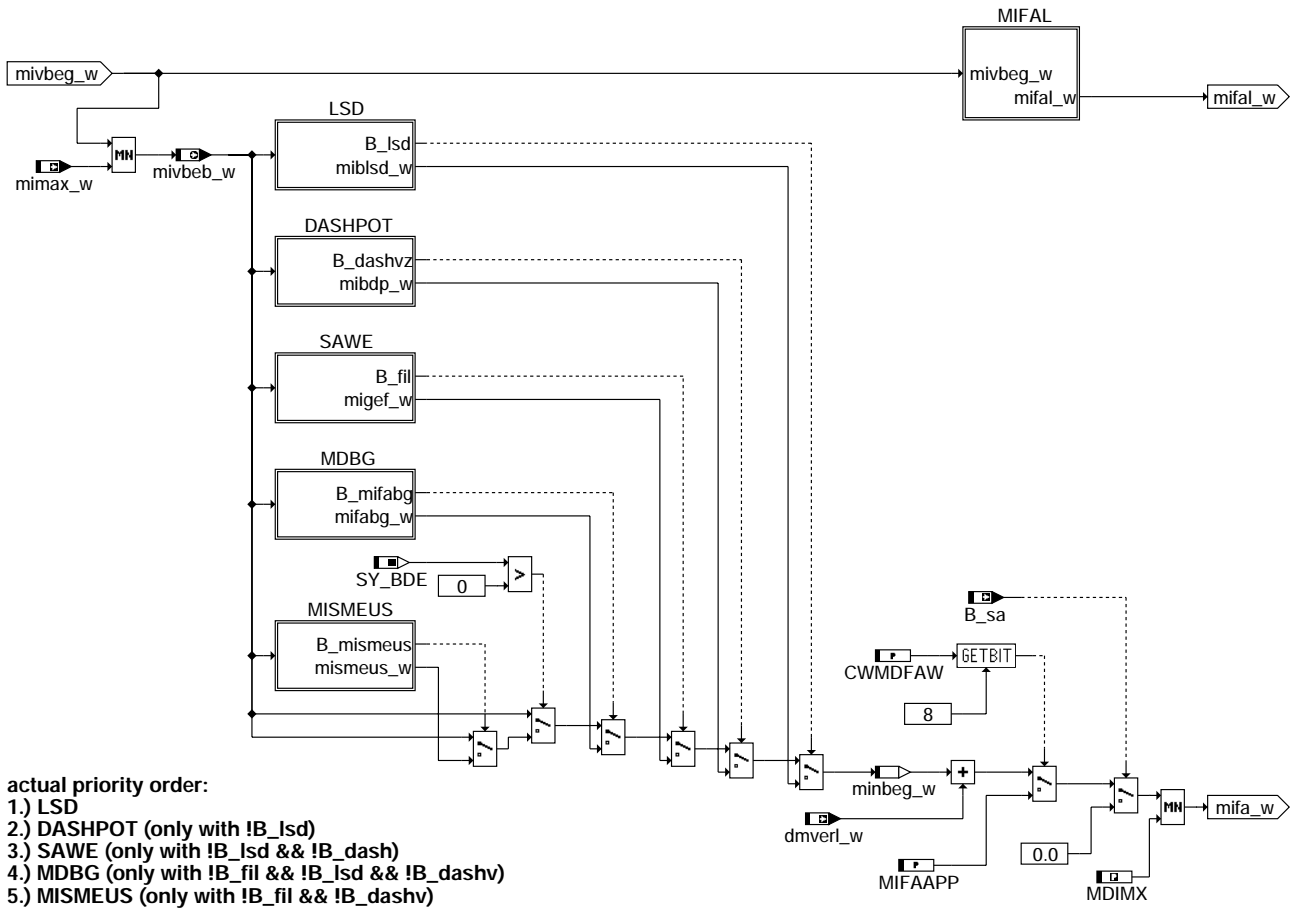 MIFAL
mivbeg_w
mivbeg_w
mifal_w
mifal_w
LSD
B_lsd
MN
miblsd_w
mimax_w
mivbeb_w
DASHPOT
B_dashvz
mibdp_w
SAWE
B_fil
migef_w
MDBG
B_mifabg
mifabg_w
SY_BDE
>
0
MISMEUS
B_sa
B_mismeus
mismeus_w
P
GETBIT
CWMDFAW
8
+
minbeg_w
MN
mifa_w
dmverl_w
0.0
P
MIFAAPP
P
MDIMX
actual priority order:
1.) LSD
2.) DASHPOT (only with !B_lsd)
3.) SAWE (only with !B_lsd && !B_dash)
4.) MDBG (only with !B_fil && !B_lsd && !B_dashv)
5.) MISMEUS (only with !B_fil && !B_dashv)